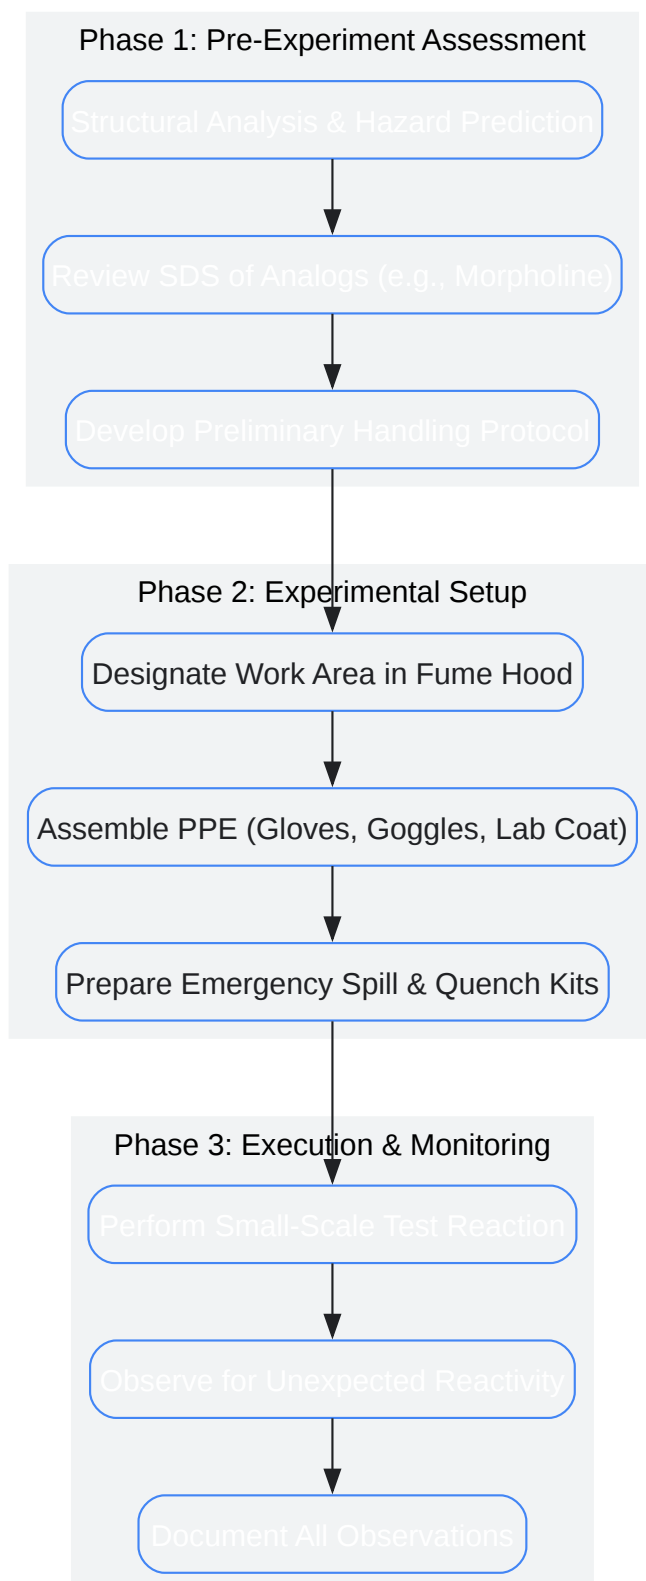 Phase 1: Pre-Experiment Assessment
Structural Analysis & Hazard Prediction
Review SDS of Analogs (e.g., Morpholine)
Develop Preliminary Handling Protocol
Phase 2: Experimental Setup
Designate Work Area in Fume Hood
Assemble PPE (Gloves, Goggles, Lab Coat)
Prepare Emergency Spill & Quench Kits
Phase 3: Execution & Monitoring
Perform Small-Scale Test Reaction
Observe for Unexpected Reactivity
Document All Observations